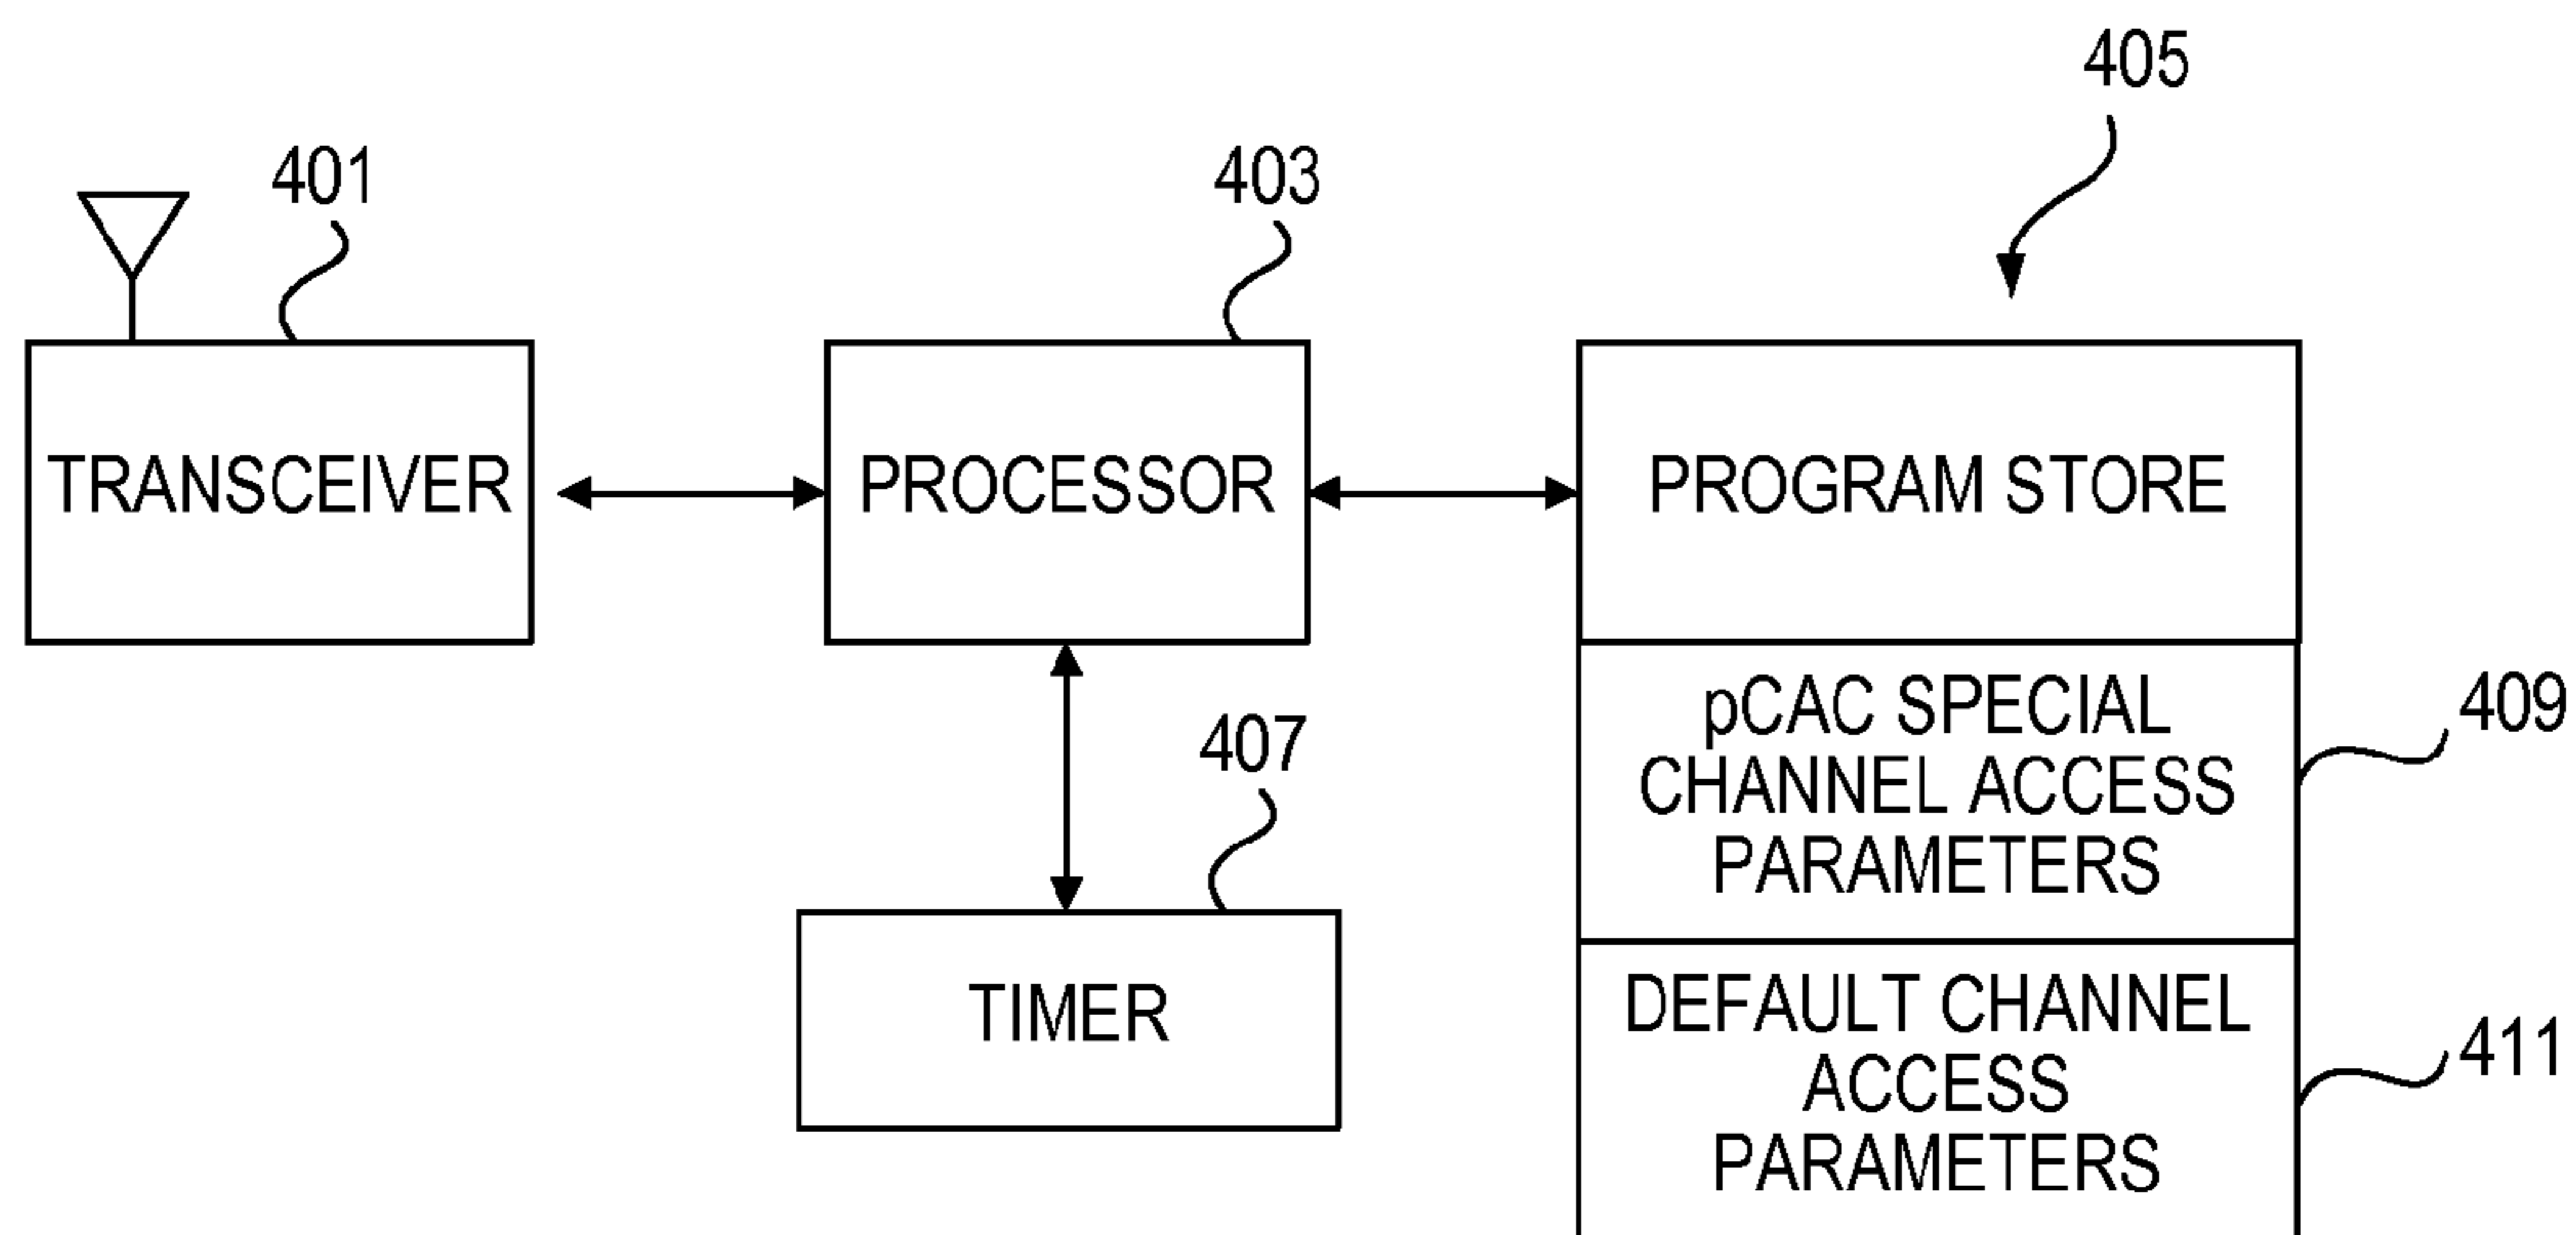 405
401
403
TRANSCEIVER
PROCESSOR
PROGRAM STORE
pCAC SPECIAL
CHANNEL ACCESS
PARAMETERS
409
407
TIMER
DEFAULT CHANNEL
ACCESS
PARAMETERS
411